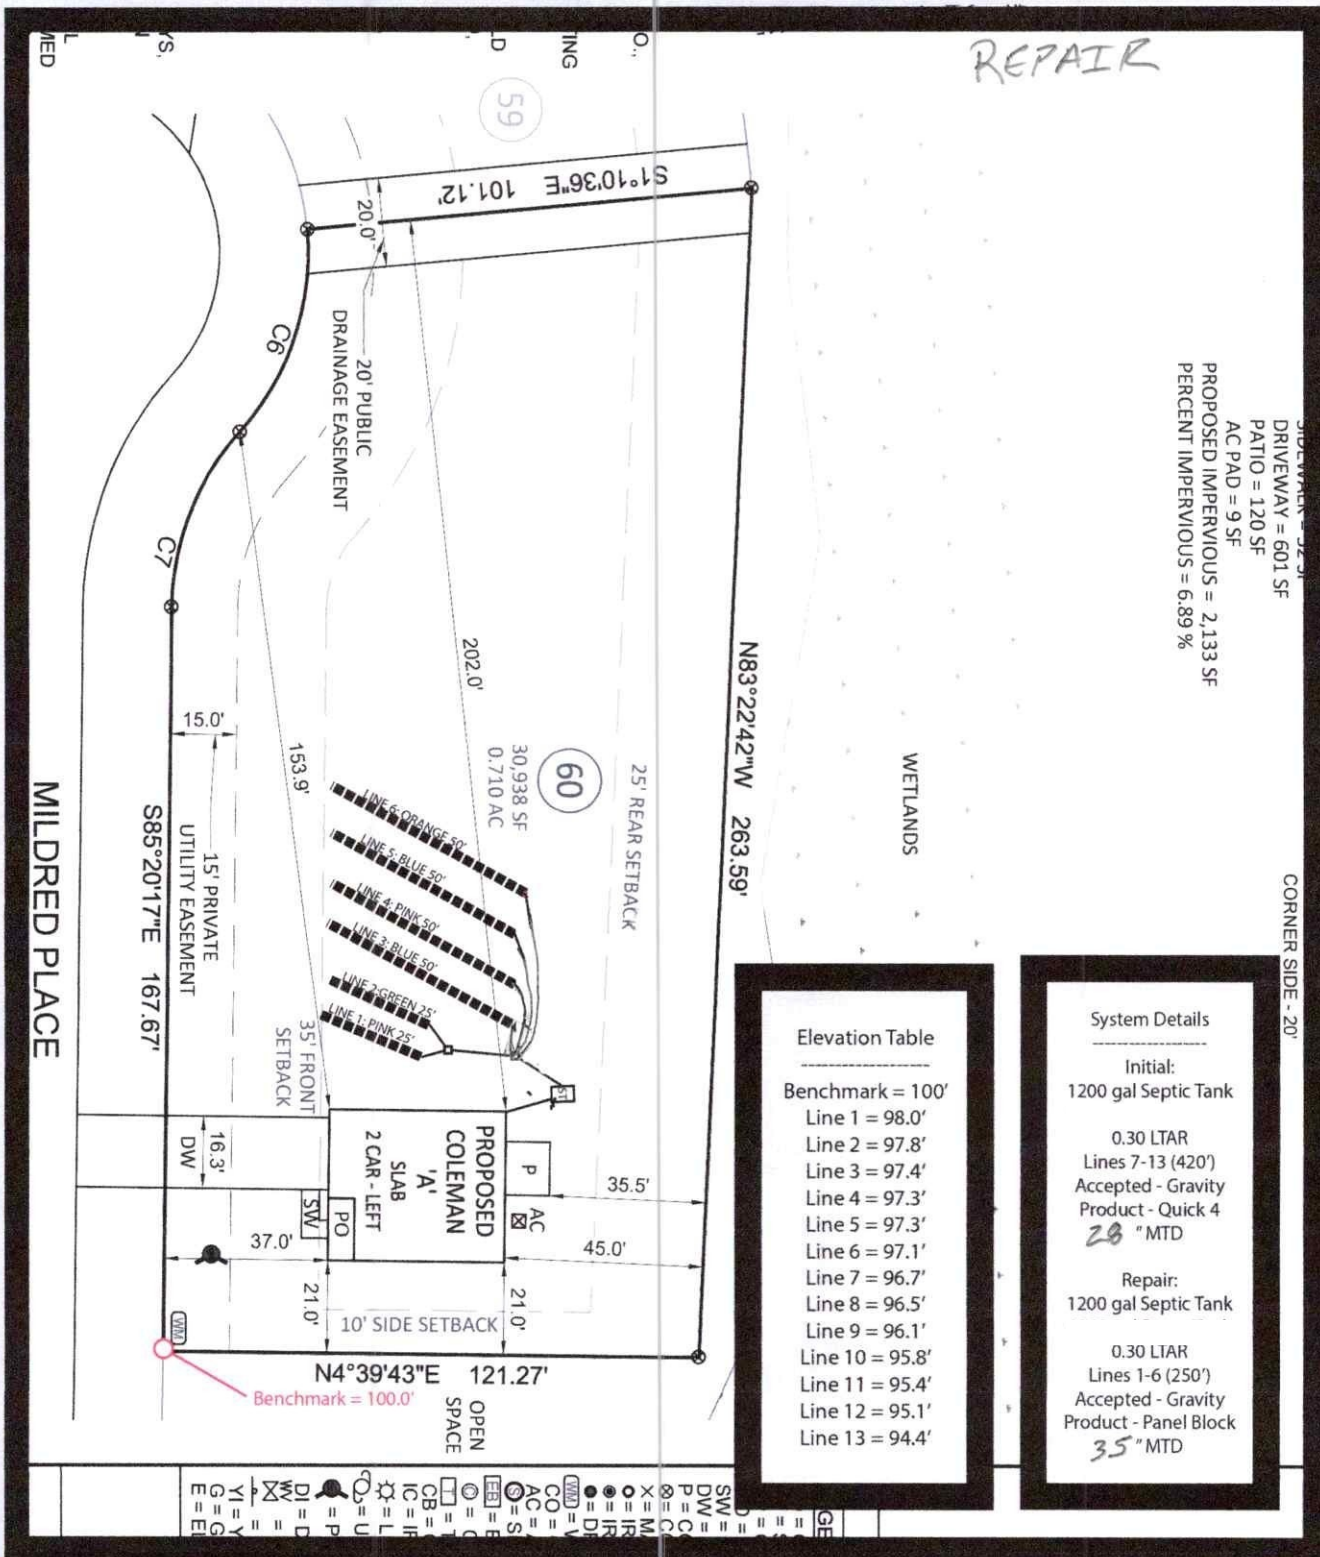 REPAIR
DRIVEWAY = 601 SF
PATIO = 120 SF
AC PAD = 9 SF
PROPOSED IMPERVIOUS = 2,133 SF
PERCENT IMPERVIOUS = 6.89 %
CORNER SIDE - 20'
59
S1°10'36"E 101.12'
20.0'
20' PUBLIC
DRAINAGE EASEMENT
C6
C7
202.0'
153.9'
N83°22'42"W 263.59'
WETLANDS
25' REAR SETBACK
60
30,938 SF
0.710 AC
LINE 6: ORANGE 50'
LINE 5: BLUE 50'
LINE 4: PINK 50'
LINE 3: BLUE 50'
LINE 2: GREEN 25'
LINE 1: PINK 25'
15.0'
15' PRIVATE
UTILITY EASEMENT
S85°20'17"E 167.67'
MILDRED PLACE
35' FRONT
SETBACK
ST
PROPOSED
COLEMAN
'A'
SLAB
2 CAR - LEFT
P
AC
PO
SW
16.3'
DW
35.5'
45.0'
37.0'
21.0'
21.0'
10' SIDE SETBACK
WM
N4°39'43"E 121.27'
Benchmark = 100.0'
OPEN
SPACE
Elevation Table
Benchmark = 100'
Line 1 = 98.0'
Line 2 = 97.8'
Line 3 = 97.4'
Line 4 = 97.3'
Line 5 = 97.3'
Line 6 = 97.1'
Line 7 = 96.7'
Line 8 = 96.5'
Line 9 = 96.1'
Line 10 = 95.8'
Line 11 = 95.4'
Line 12 = 95.1'
Line 13 = 94.4'
System Details
Initial:
1200 gal Septic Tank
0.30 LTAR
Lines 7-13 (420')
Accepted - Gravity
Product - Quick 4
28 "MTD
Repair:
1200 gal Septic Tank
0.30 LTAR
Lines 1-6 (250')
Accepted - Gravity
Product - Panel Block
35 "MTD